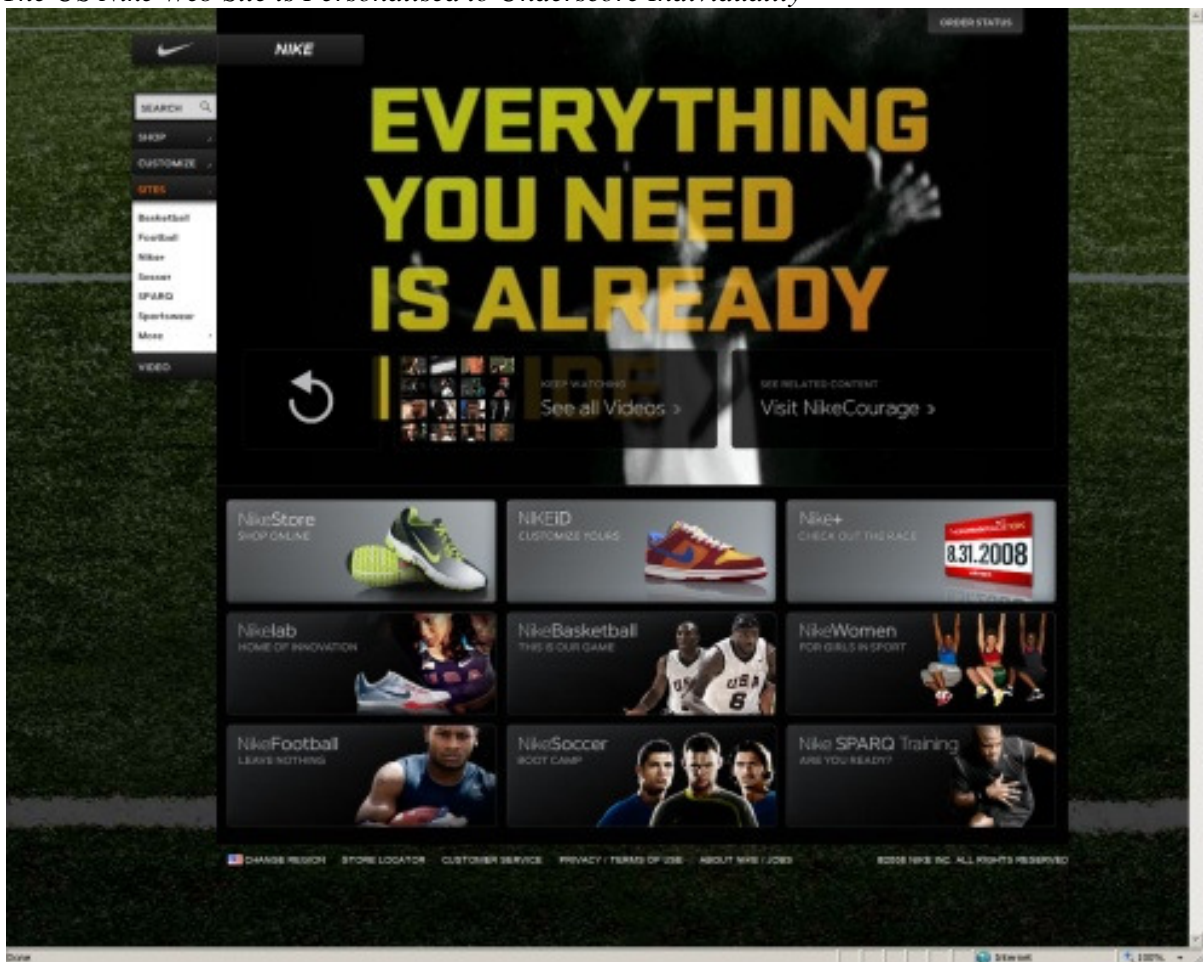 The US Nike Web Site is Personalised to Underscore Individuality
ORDER STATUS
NIKE
SEARCH
SHOP
CUSTOMIZE
SITES
Basketball
Football
Nike+
Soccer
SPARQ
Sportswear
More
VIDEO
EVERYTHING
YOU NEED
IS ALREADY
INSIDE
KEEP WATCHING
See all Videos »
SEE RELATED CONTENT
Visit NikeCourage »
NikeStore
SHOP ONLINE
NIKEiD
CUSTOMIZE YOURS
Nike+
CHECK OUT THE RACE
8.31.2008
Nikelab
HOME OF INNOVATION
NikeBasketball
THIS IS OUR GAME
USA
6
NikeWomen
FOR GIRLS IN SPORT
NikeFootball
LEAVE NOTHING
NikeSoccer
BOOT CAMP
Nike SPARQ Training
ARE YOU READY?
CHANGE REGION STORE LOCATOR CUSTOMER SERVICE PRIVACY / TERMS OF USE ABOUT NIKE / JOBS ©2008 NIKE INC. ALL RIGHTS RESERVED
Done Internet 100%